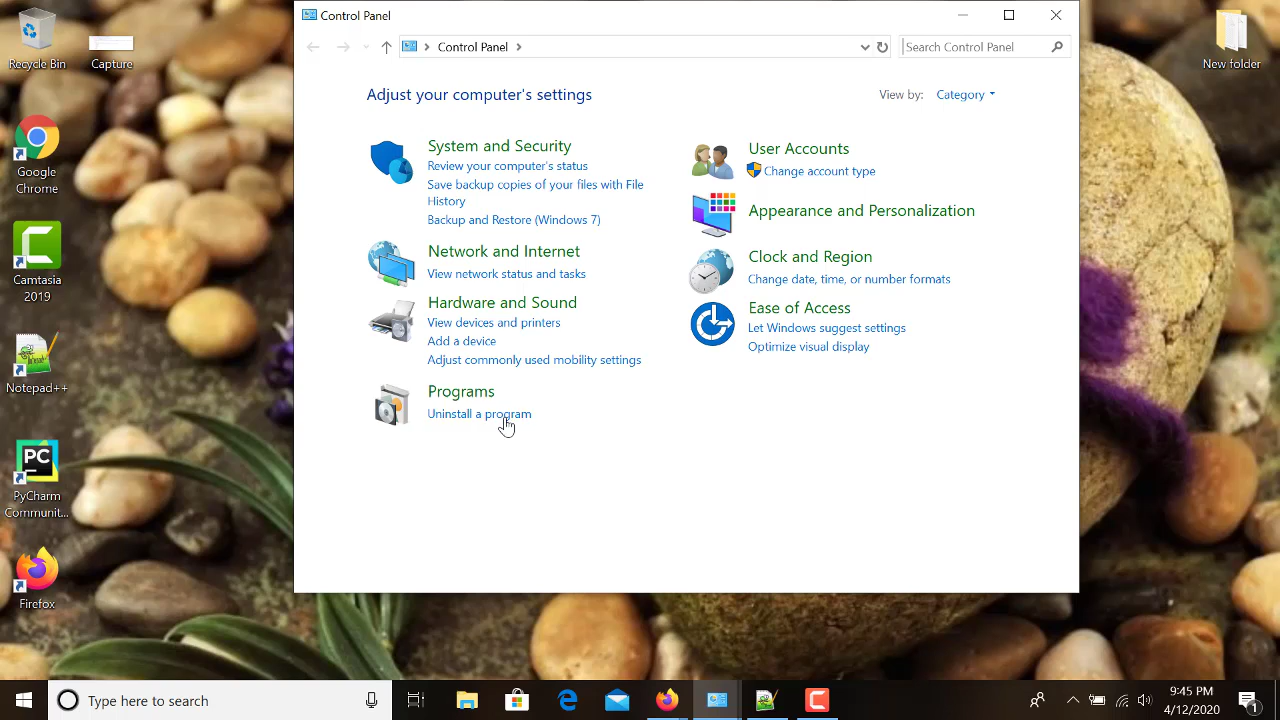 Recycle Bin
Capture
Google
Chrome
Camtasia
2019
Notepad++
PyCharm
Communit...
Firefox
New folder
Control Panel
Control Panel
Search Control Panel
Adjust your computer's settings
View by: Category
System and Security
Review your computer's status
Save backup copies of your files with File
History
Backup and Restore (Windows 7)
Network and Internet
View network status and tasks
Hardware and Sound
View devices and printers
Add a device
Adjust commonly used mobility settings
Programs
Uninstall a program
User Accounts
Change account type
Appearance and Personalization
Clock and Region
Change date, time, or number formats
Ease of Access
Let Windows suggest settings
Optimize visual display
PC
Type here to search
9:45 PM
4/12/2020
1